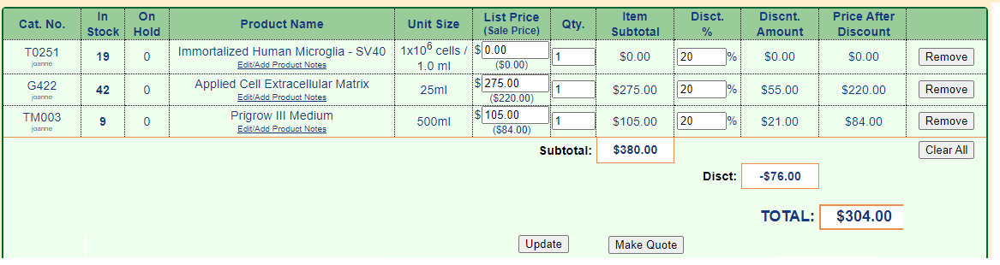 Cat. No. In Stock On Hold Product Name Unit Size List Price (Sale Price) Qty. Item Subtotal Disct. % Discnt. Amount Price After Discount
T0251 joanne 19 0 Immortalized Human Microglia - SV40 Edit/Add Product Notes 1x10⁶ cells / 1.0 ml $ 0.00 ($0.00) 1 $0.00 20 % $0.00 $0.00 Remove
G422 joanne 42 0 Applied Cell Extracellular Matrix Edit/Add Product Notes 25ml $ 275.00 ($220.00) 1 $275.00 20 % $55.00 $220.00 Remove
TM003 joanne 9 0 Prigrow III Medium Edit/Add Product Notes 500ml $ 105.00 ($84.00) 1 $105.00 20 % $21.00 $84.00 Remove
Subtotal: $380.00 Clear All
Disct: -$76.00
TOTAL: $304.00
Update Make Quote